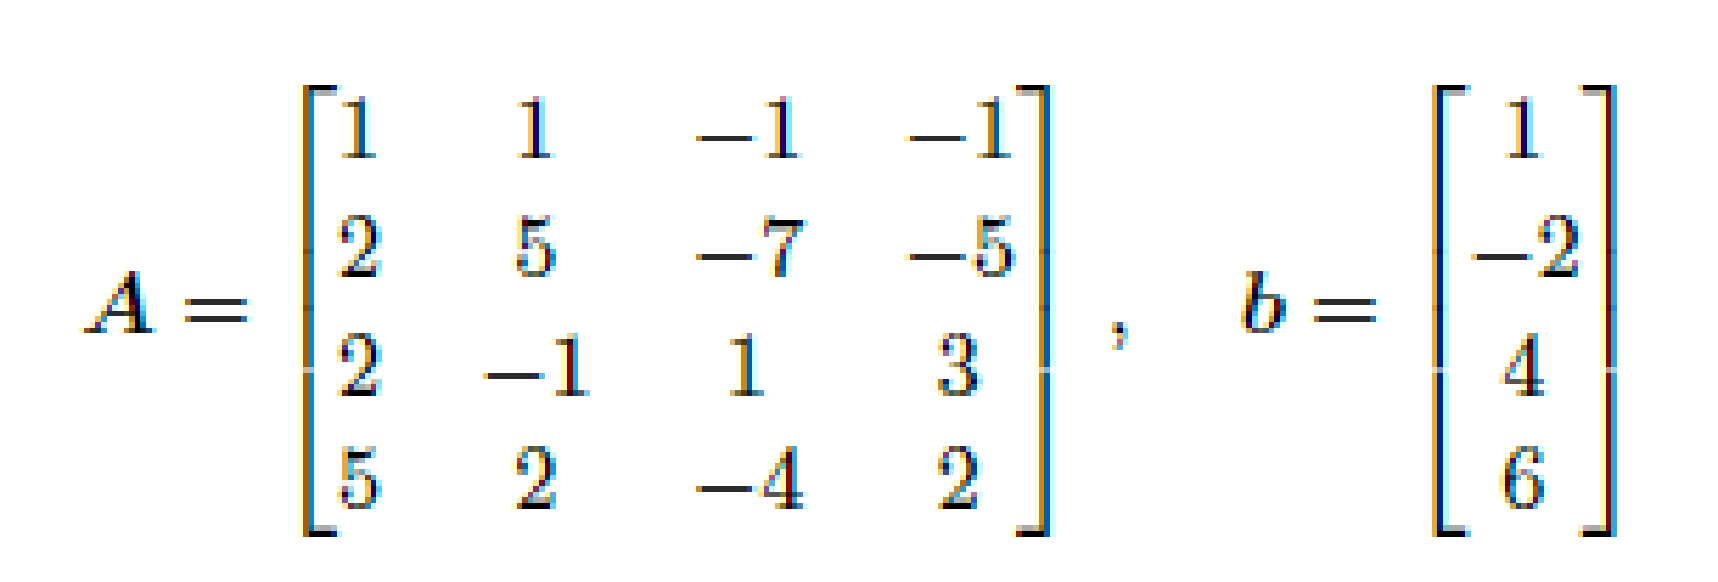 A = [1 1 −1 −1; 2 5 −7 −5; 2 −1 1 3; 5 2 −4 2], b = [1; −2; 4; 6]